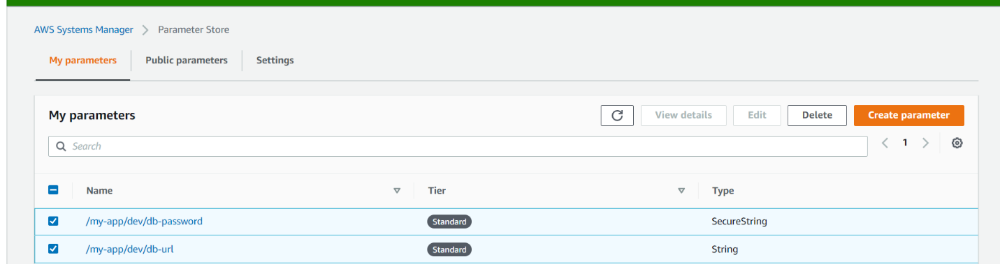 AWS Systems Manager > Parameter Store
My parameters Public parameters Settings
My parameters View details Edit Delete Create parameter
Search < 1 >
Name Tier Type
/my-app/dev/db-password Standard SecureString
/my-app/dev/db-url Standard String